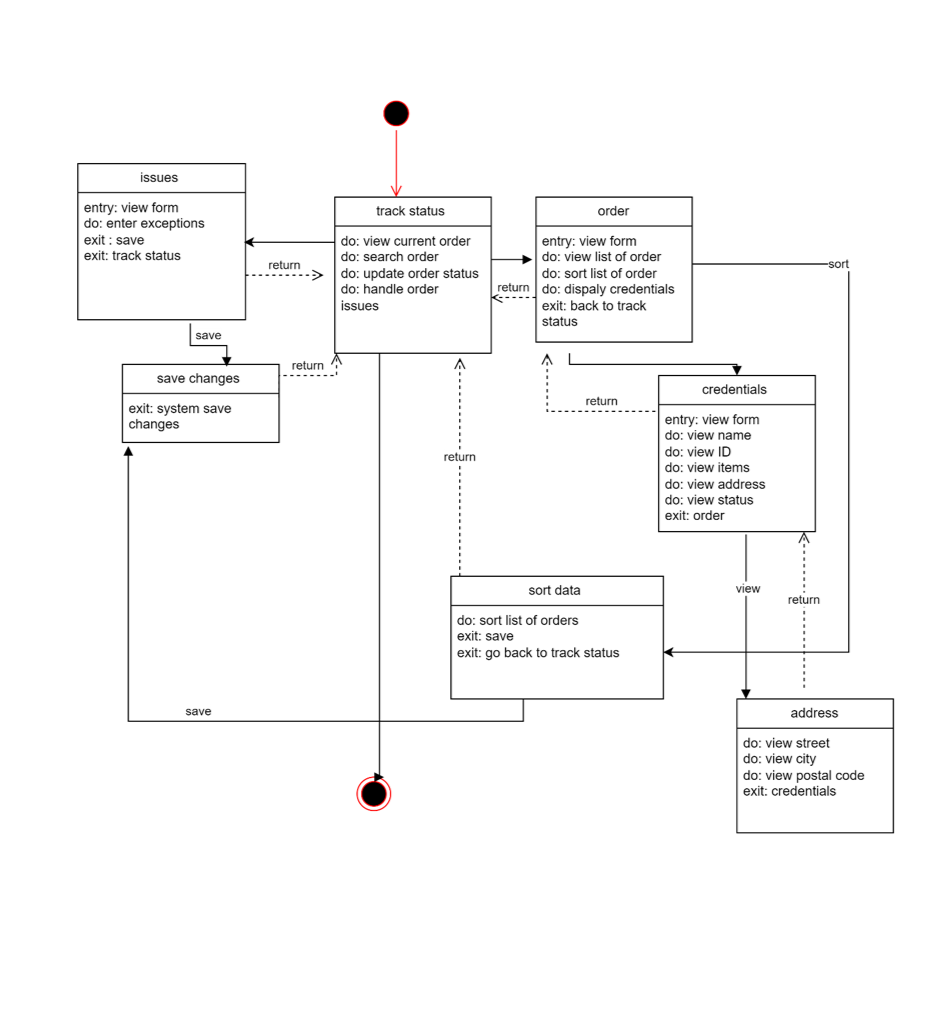 issues
entry: view form
do: enter exceptions
exit : save
exit: track status
track status
do: view current order
do: search order
do: update order status
do: handle order
issues
order
entry: view form
do: view list of order
do: sort list of order
do: dispaly credentials
exit: back to track
status
sort
return
return
save
save changes
exit: system save
changes
return
credentials
entry: view form
do: view name
do: view ID
do: view items
do: view address
do: view status
exit: order
return
return
view
return
sort data
do: sort list of orders
exit: save
exit: go back to track status
save
address
do: view street
do: view city
do: view postal code
exit: credentials